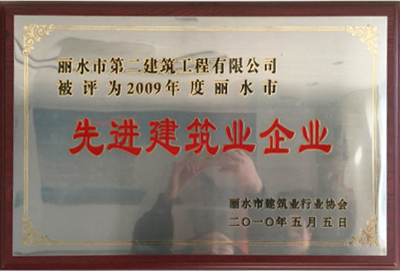 丽水市第二建筑工程有限公司
被评为2009年度丽水市
先进建筑业企业
丽水市建筑业行业协会
二〇一〇年五月五日